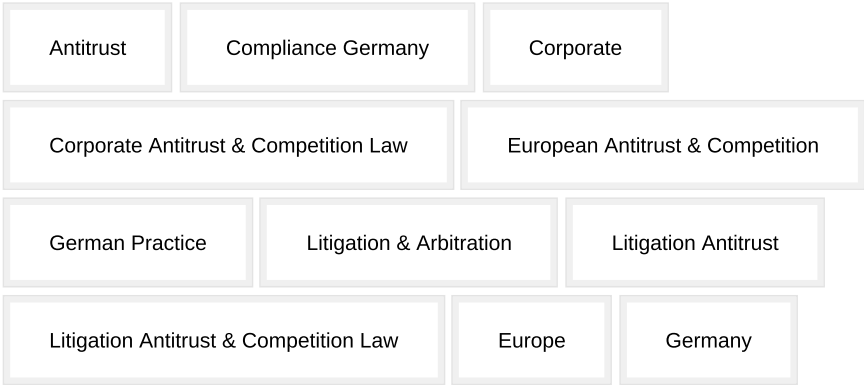 Antitrust
Compliance Germany
Corporate
Corporate Antitrust & Competition Law
European Antitrust & Competition
German Practice
Litigation & Arbitration
Litigation Antitrust
Litigation Antitrust & Competition Law
Europe
Germany